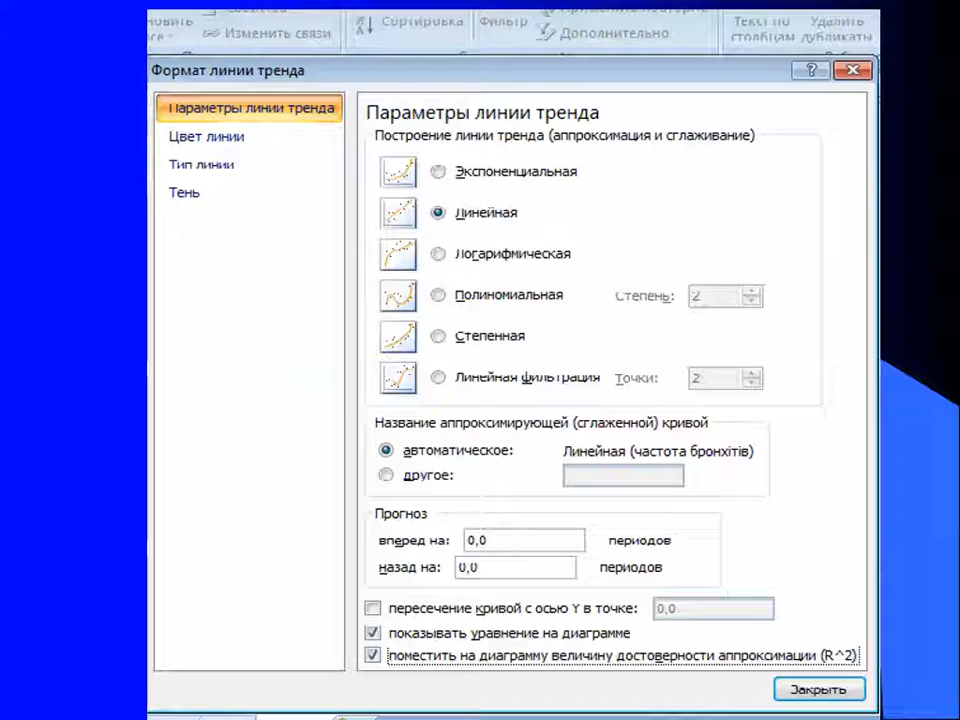 Сортировка
Фильтр
Текст по
Удалить
Изменить связи
Дополнительно
столбцам
дубликаты
Формат линии тренда
Параметры линии тренда
Цвет линии
Тип линии
Тень
Параметры линии тренда
Построение линии тренда (аппроксимация и сглаживание)
Экспоненциальная
Линейная
Логарифмическая
Полиномиальная Степень: 2
Степенная
Линейная фильтрация Точки: 2
Название аппроксимирующей (сглаженной) кривой
автоматическое: Линейная (частота бронхітів)
другое:
Прогноз
вперед на: 0,0 периодов
назад на: 0,0 периодов
пересечение кривой с осью Y в точке: 0,0
показывать уравнение на диаграмме
поместить на диаграмму величину достоверности аппроксимации (R^2)
Закрыть